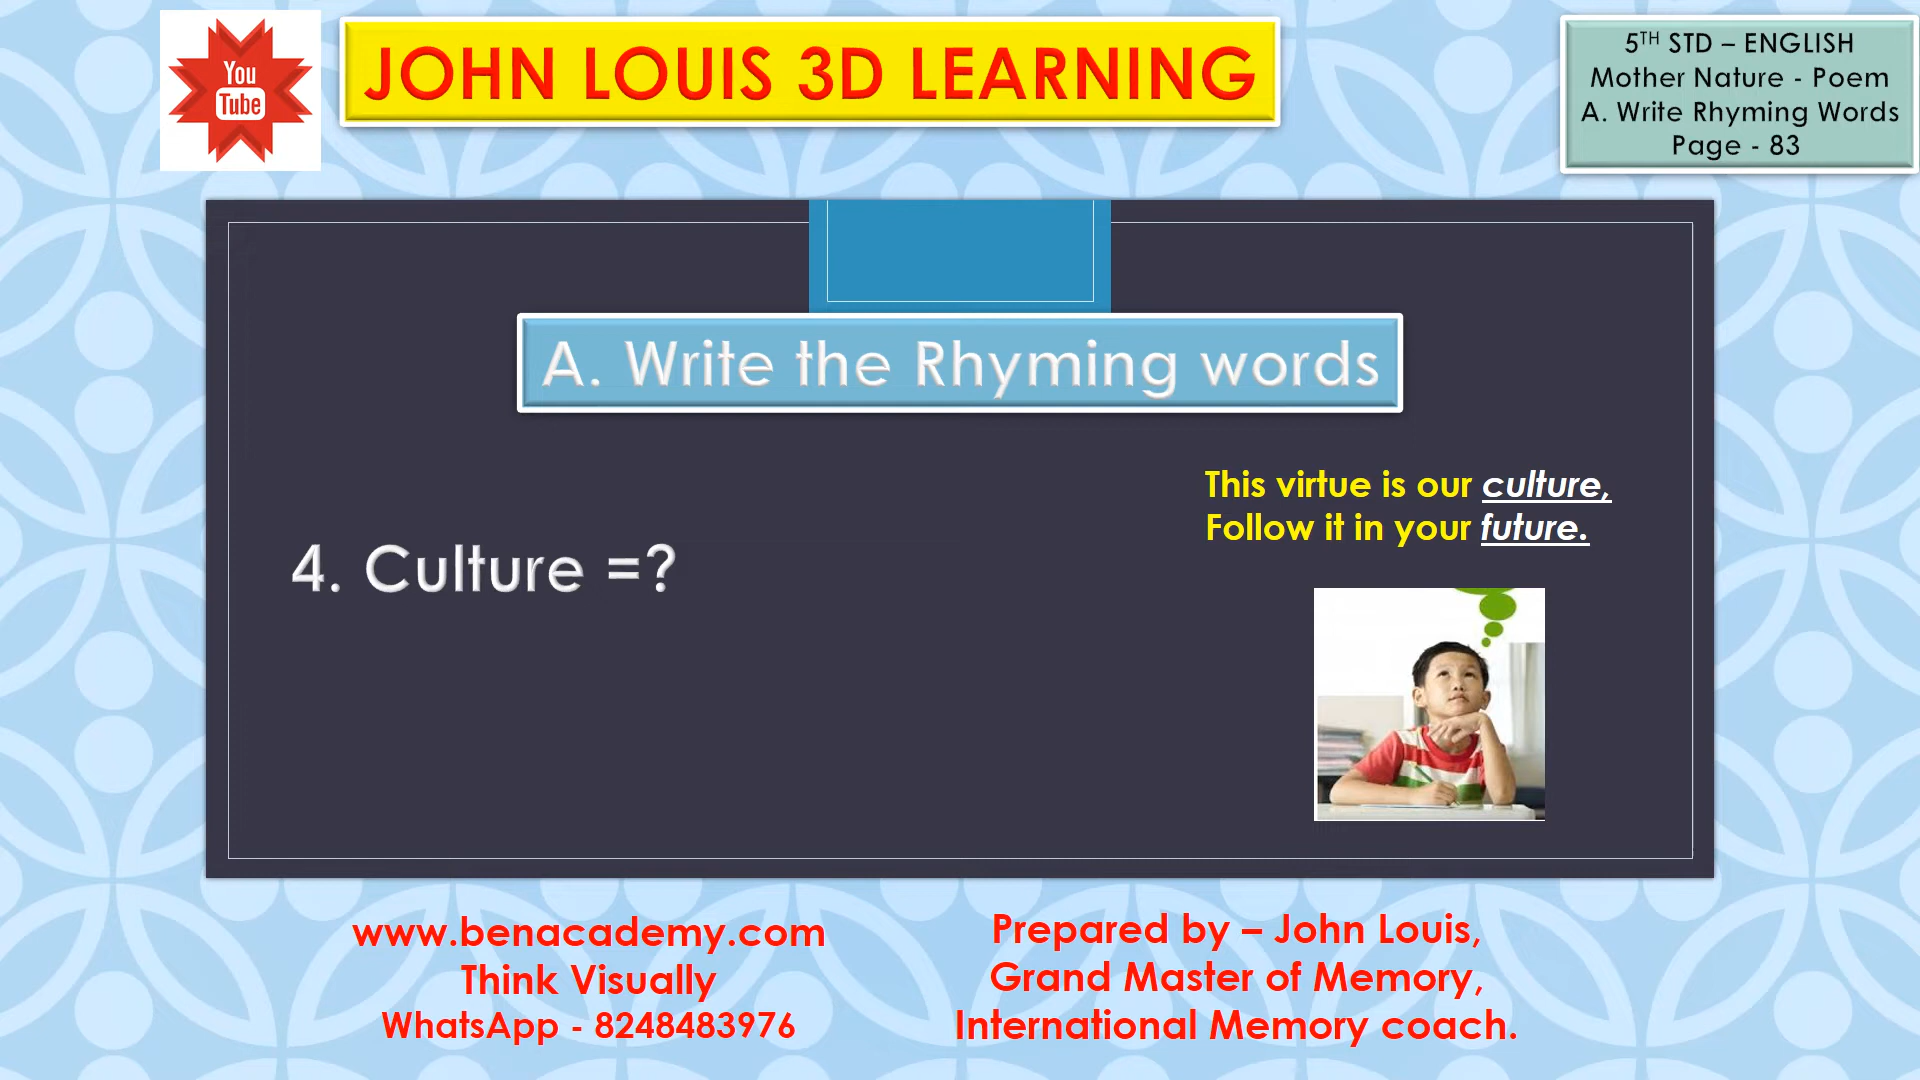 You
Tube
JOHN LOUIS 3D LEARNING
5TH STD – ENGLISH
Mother Nature - Poem
A. Write Rhyming Words
Page - 83
A. Write the Rhyming words
This virtue is our culture,
Follow it in your future.
4. Culture =?
www.benacademy.com
Think Visually
WhatsApp - 8248483976
Prepared by – John Louis,
Grand Master of Memory,
International Memory coach.